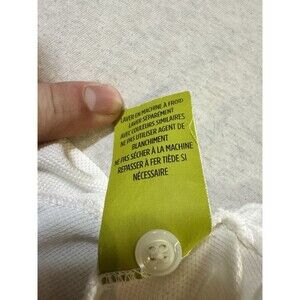 LAVER EN MACHINE À FROID
LAVER SÉPARÉMENT
AVEC COULEURS SIMILAIRES
NE PAS UTILISER AGENT DE
BLANCHIMENT
NE PAS SÉCHER À LA MACHINE
REPASSER À FER TIÈDE SI
NÉCESSAIRE